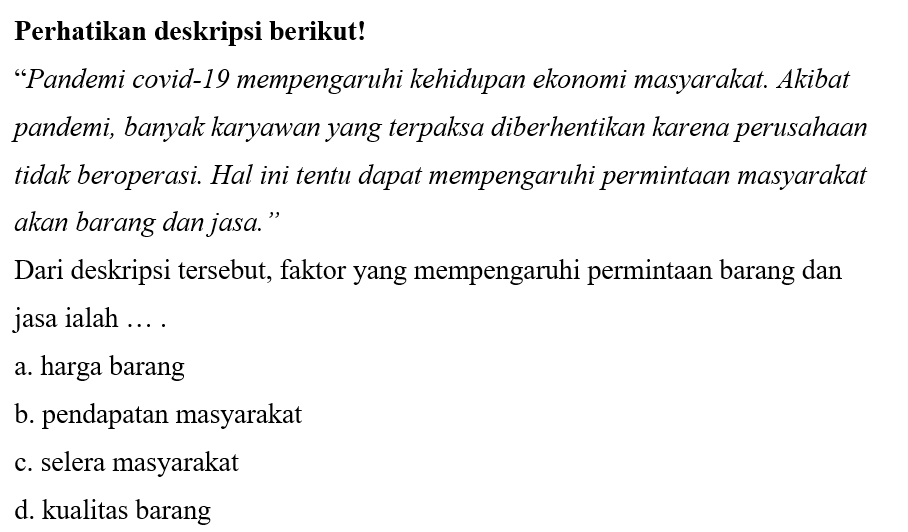 Perhatikan deskripsi berikut!
“Pandemi covid-19 mempengaruhi kehidupan ekonomi masyarakat. Akibat
pandemi, banyak karyawan yang terpaksa diberhentikan karena perusahaan
tidak beroperasi. Hal ini tentu dapat mempengaruhi permintaan masyarakat
akan barang dan jasa.”
Dari deskripsi tersebut, faktor yang mempengaruhi permintaan barang dan
jasa ialah … .
a. harga barang
b. pendapatan masyarakat
c. selera masyarakat
d. kualitas barang